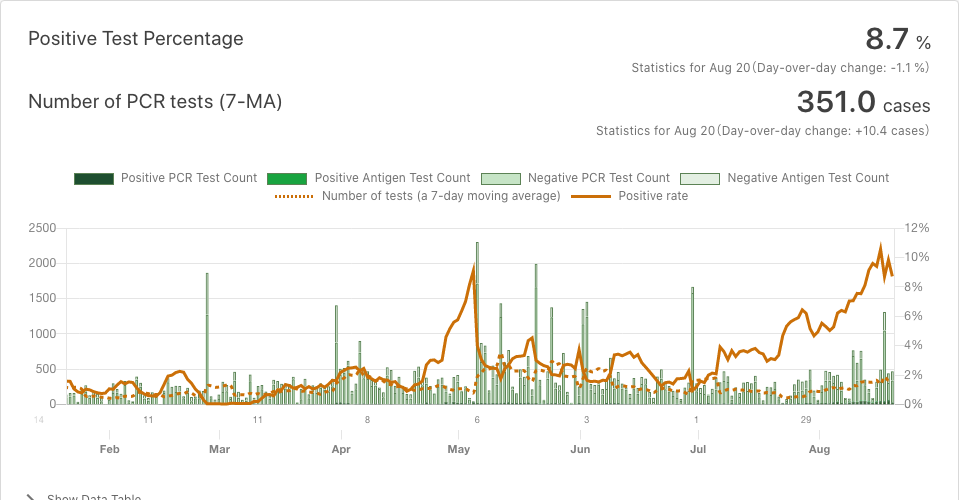 Positive Test Percentage
8.7 %
Statistics for Aug 20(Day-over-day change: -1.1 %)
Number of PCR tests (7-MA)
351.0 cases
Statistics for Aug 20(Day-over-day change: +10.4 cases)
Positive PCR Test Count Positive Antigen Test Count Negative PCR Test Count Negative Antigen Test Count
Number of tests (a 7-day moving average) Positive rate
2500 12%
2000 10%
1500 8%
6%
1000 4%
500 2%
0 0%
14 11 11 8 6 3 1 29
Feb Mar Apr May Jun Jul Aug
Show Data Table